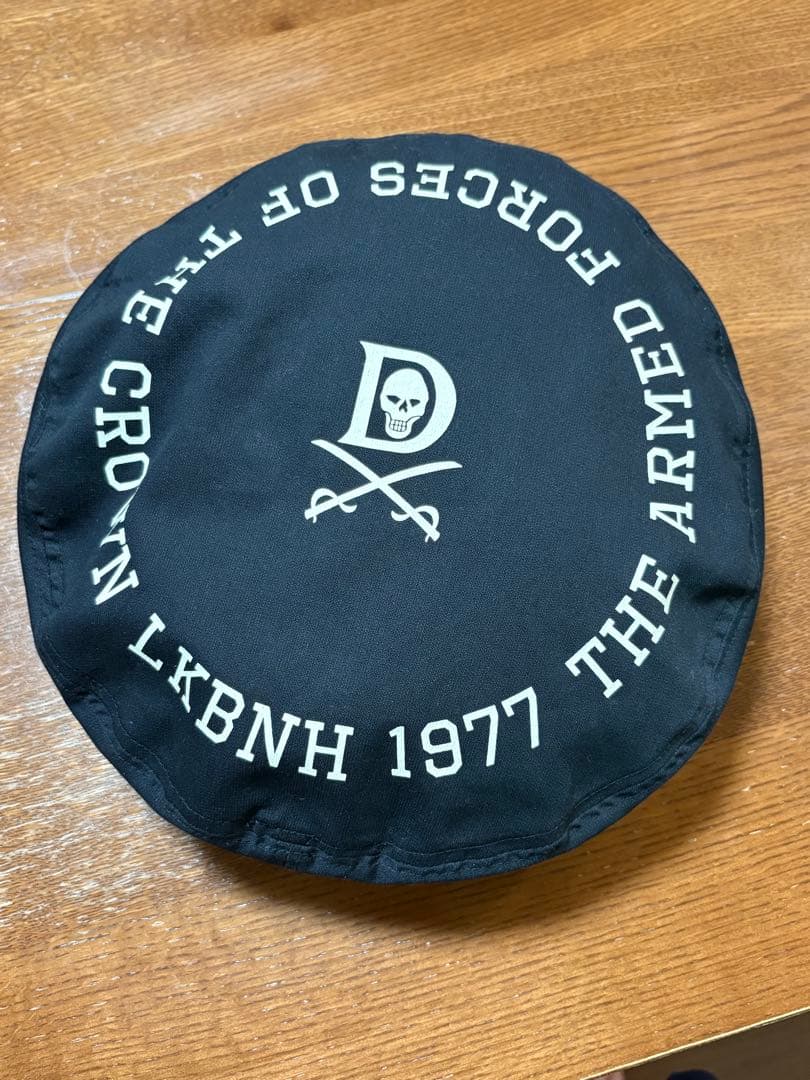 D
LKBNH 1977 THE ARMED FORCES OF THE CROWN